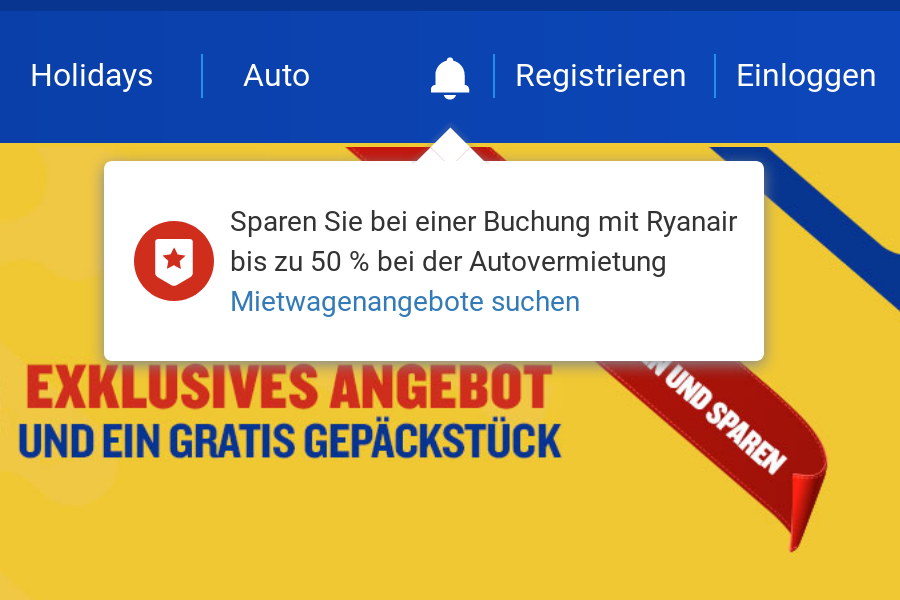 Holidays
Auto
Registrieren
Einloggen
Sparen Sie bei einer Buchung mit Ryanair
bis zu 50 % bei der Autovermietung
Mietwagenangebote suchen
EXKLUSIVES ANGEBOT
UND EIN GRATIS GEPÄCKSTÜCK
UND SPAREN